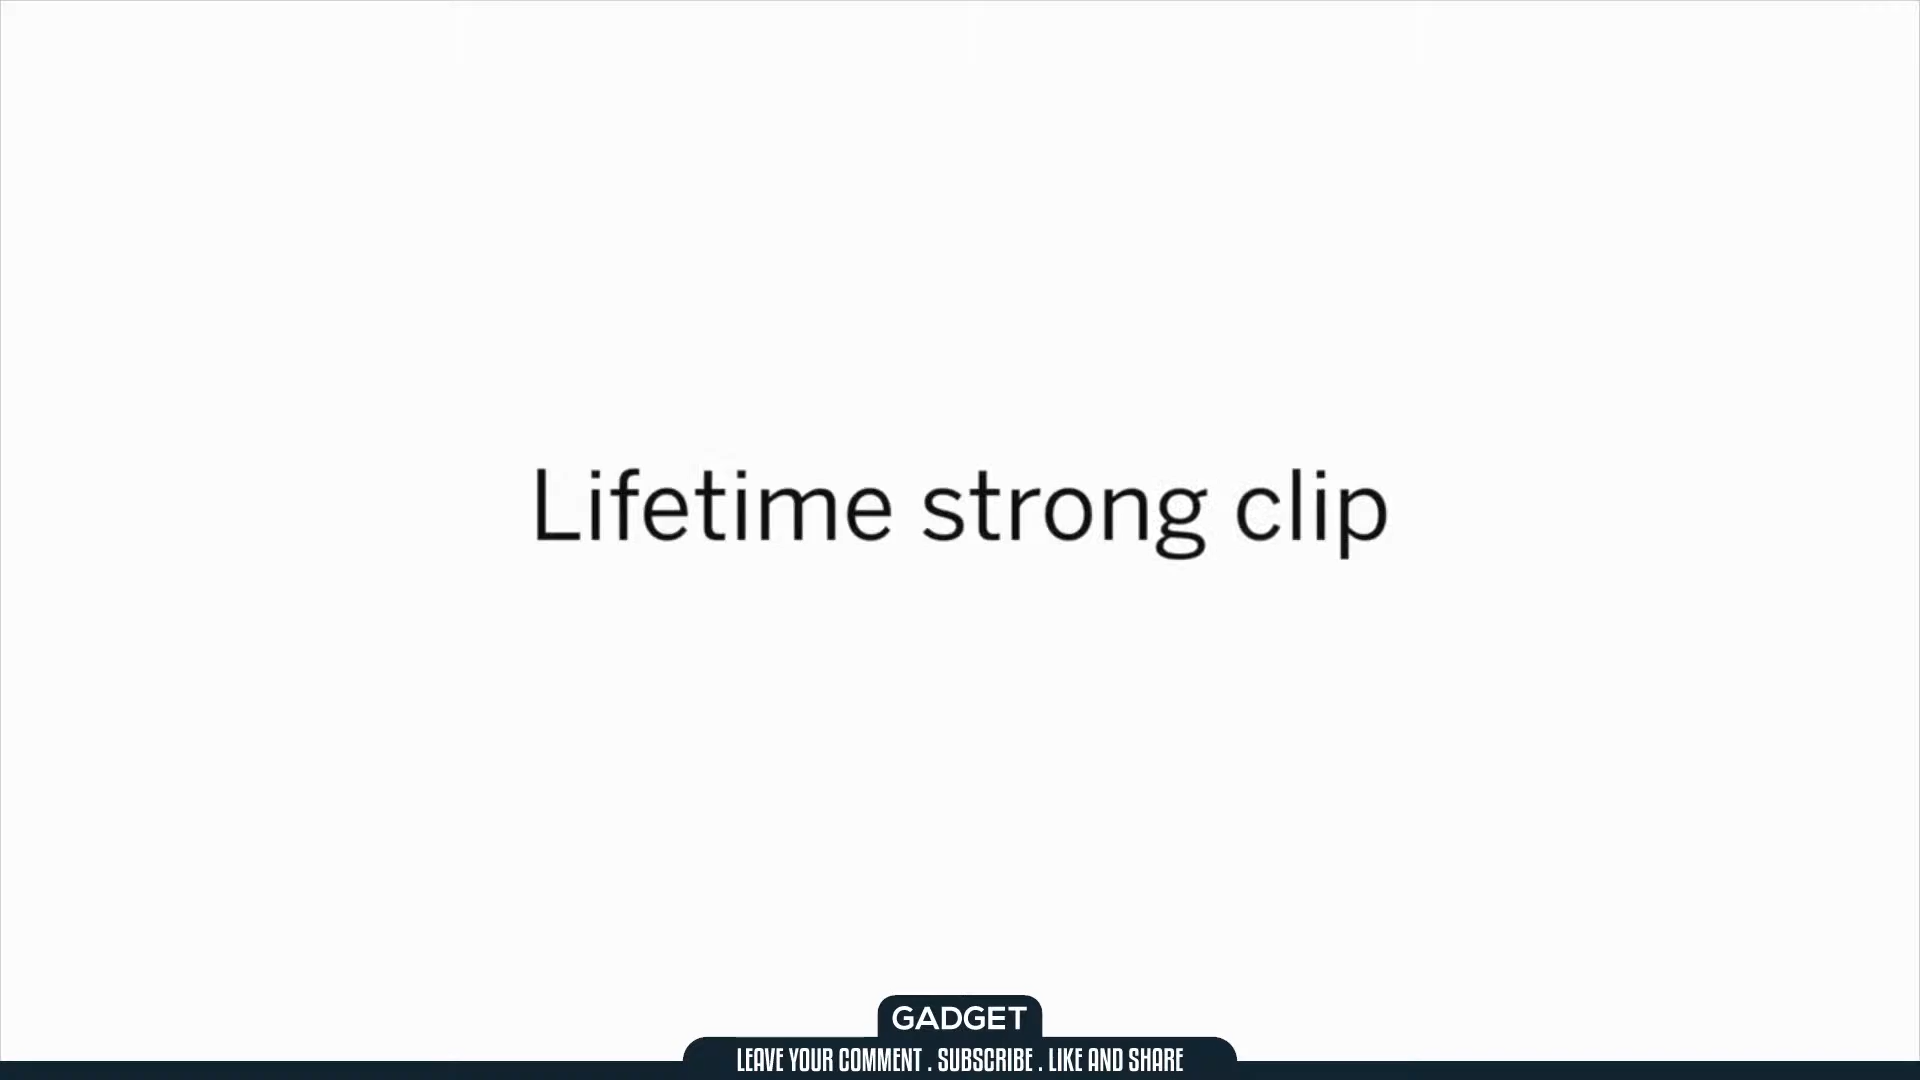 Lifetime strong clip
GADGET
LEAVE YOUR COMMENT . SUBSCRIBE . LIKE AND SHARE